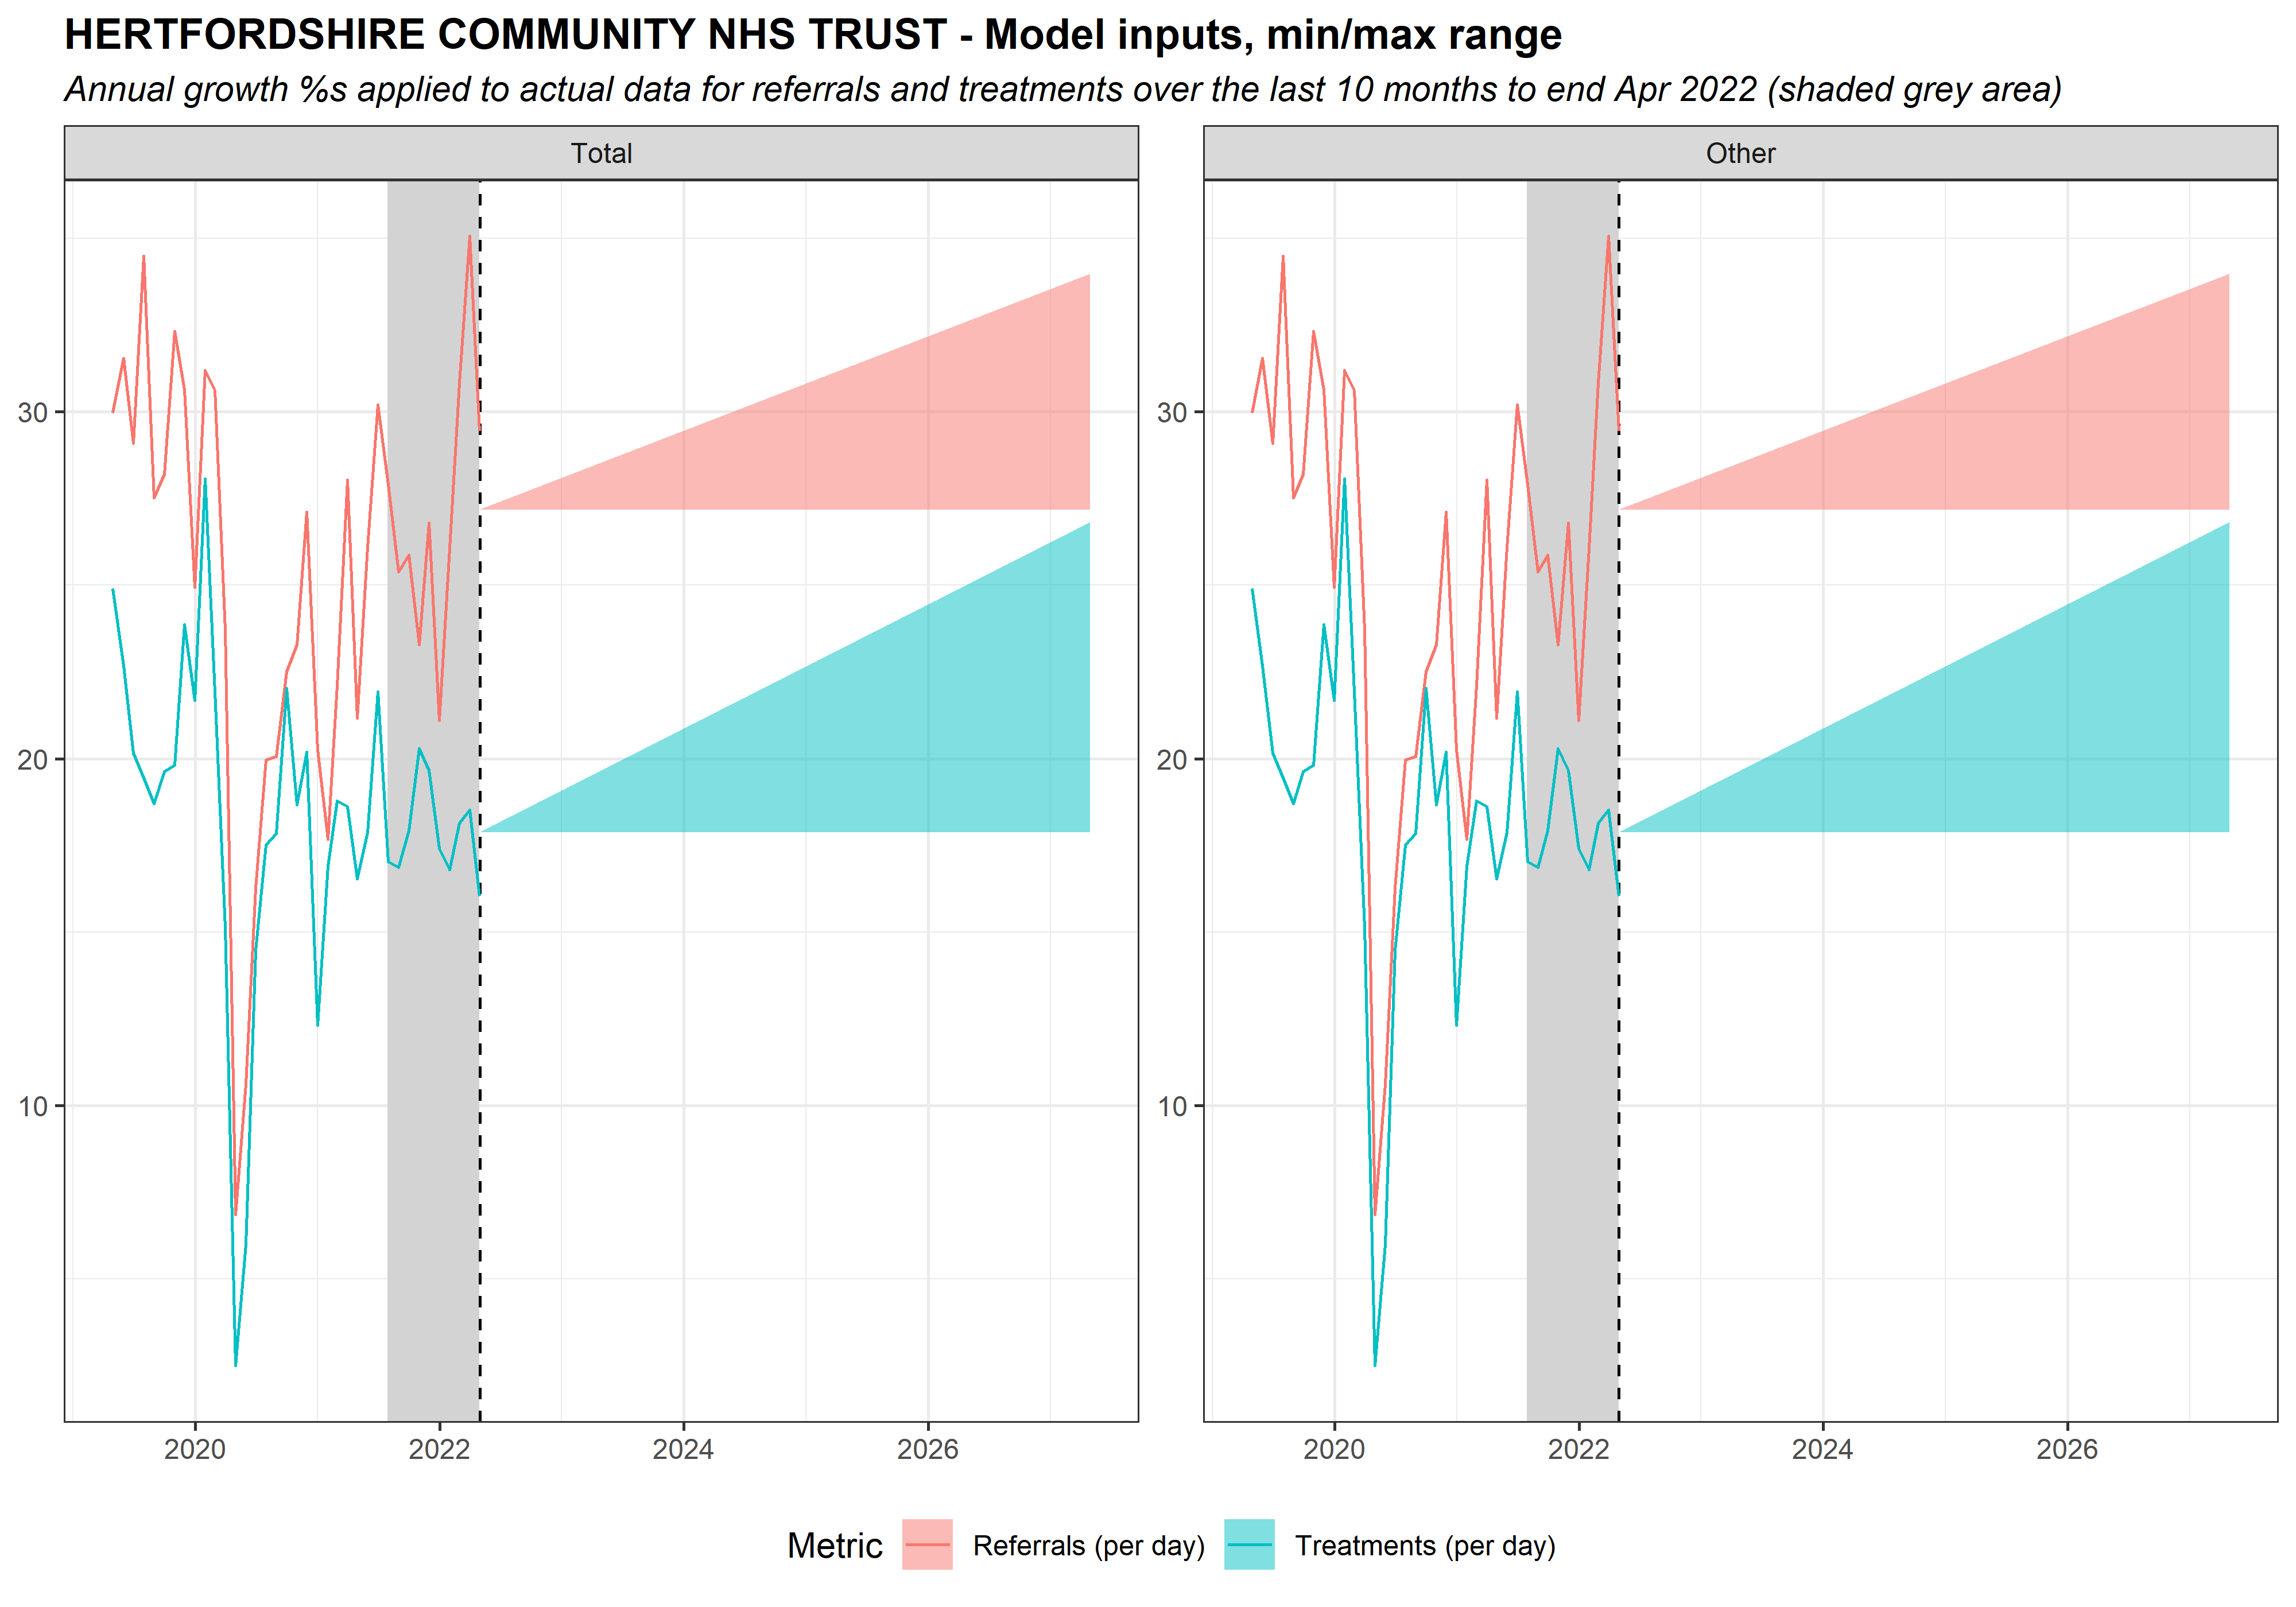 HERTFORDSHIRE COMMUNITY NHS TRUST - Model inputs, min/max range
Annual growth %s applied to actual data for referrals and treatments over the last 10 months to end Apr 2022 (shaded grey area)
Total
Other
30
20
10
30
20
10
2020 2022 2024 2026
2020 2022 2024 2026
Metric Referrals (per day) Treatments (per day)